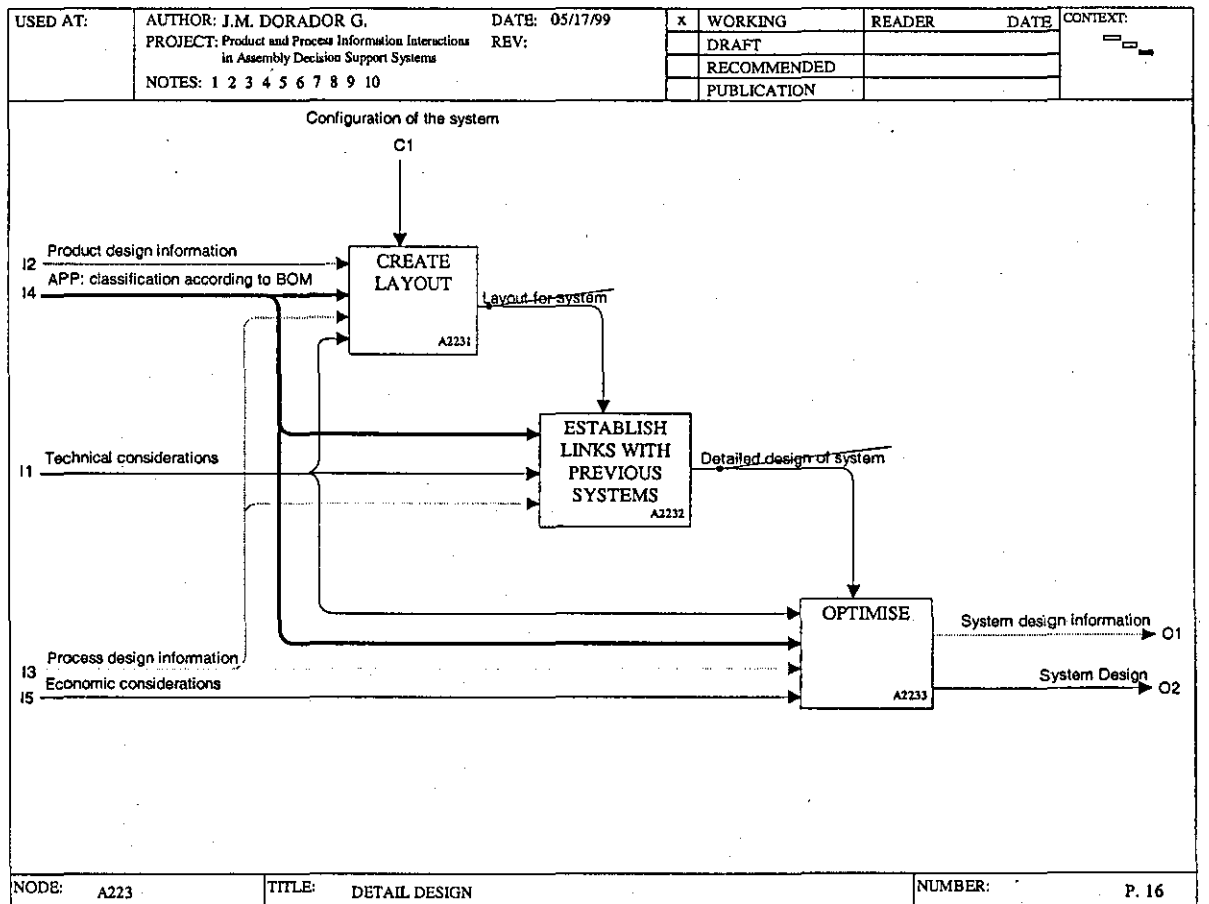 USED AT:
AUTHOR: J.M. DORADOR G.
DATE: 05/17/99
PROJECT: Product and Process Information Interactions
in Assembly Decision Support Systems
REV:
NOTES: 1 2 3 4 5 6 7 8 9 10
x WORKING
DRAFT
RECOMMENDED
PUBLICATION
READER DATE
CONTEXT:
Configuration of the system
C1
I2 Product design information
I4 APP: classification according to BOM
CREATE
LAYOUT
A2231
Layout for system
I1 Technical considerations
ESTABLISH
LINKS WITH
PREVIOUS
SYSTEMS
A2232
Detailed design of system
I3 Process design information
I5 Economic considerations
OPTIMISE
A2233
System design information O1
System Design O2
NODE: A223
TITLE: DETAIL DESIGN
NUMBER: P. 16